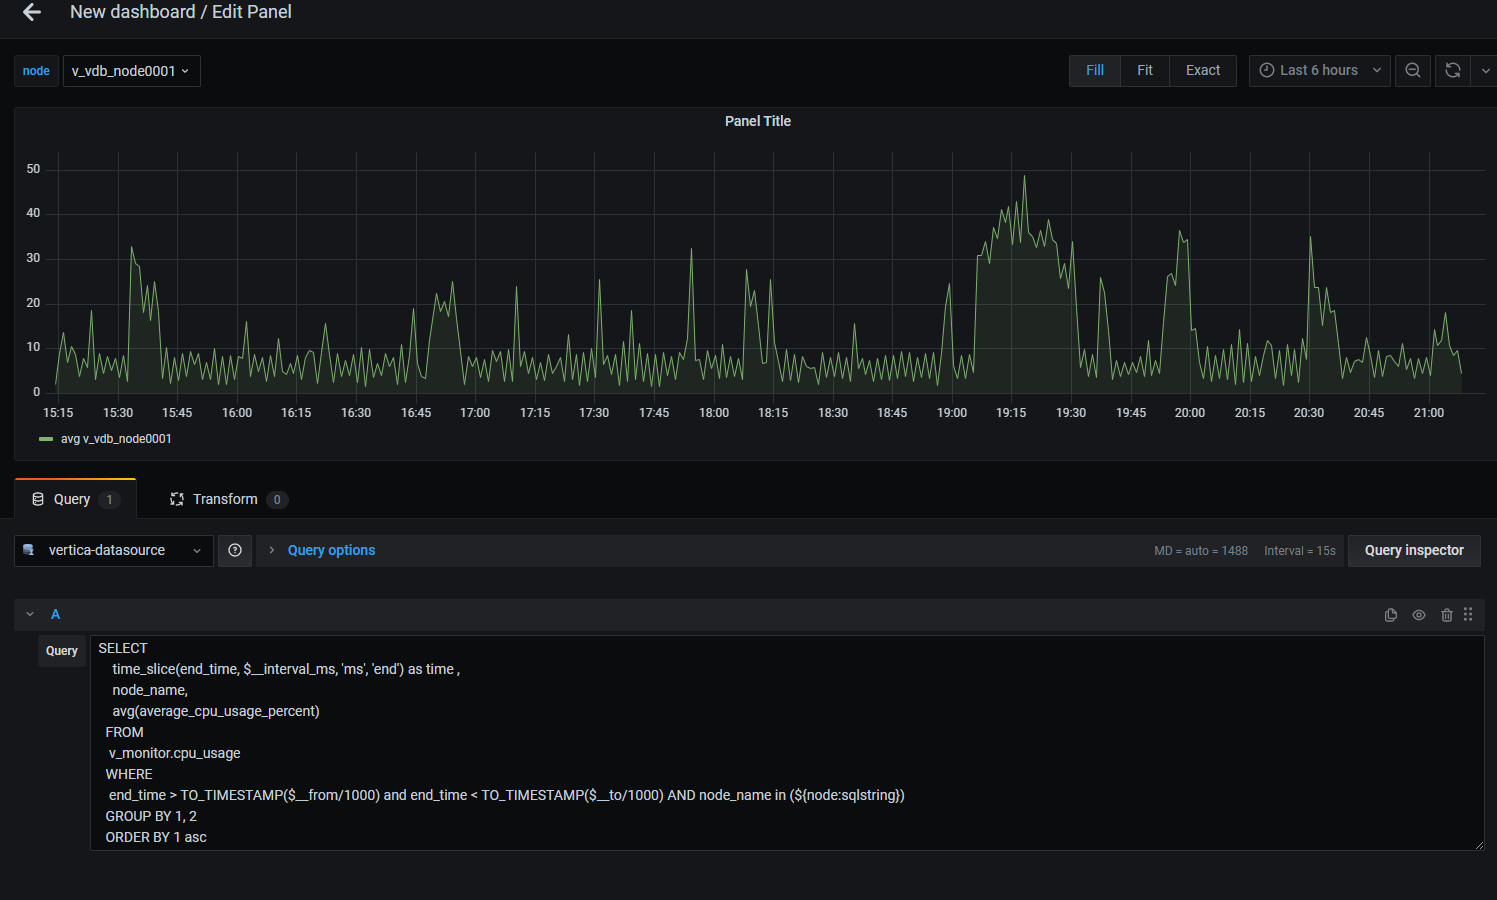 New dashboard / Edit Panel
node v_vdb_node0001 Fill Fit Exact Last 6 hours
Panel Title
50
40
30
20
10
0
15:15 15:30 15:45 16:00 16:15 16:30 16:45 17:00 17:15 17:30 17:45 18:00 18:15 18:30 18:45 19:00 19:15 19:30 19:45 20:00 20:15 20:30 20:45 21:00
avg v_vdb_node0001
Query 1 Transform 0
vertica-datasource Query options MD = auto = 1488 Interval = 15s Query inspector
A
Query
SELECT
time_slice(end_time, $__interval_ms, 'ms', 'end') as time ,
node_name,
avg(average_cpu_usage_percent)
FROM
v_monitor.cpu_usage
WHERE
end_time > TO_TIMESTAMP($__from/1000) and end_time < TO_TIMESTAMP($__to/1000) AND node_name in (${node:sqlstring})
GROUP BY 1, 2
ORDER BY 1 asc